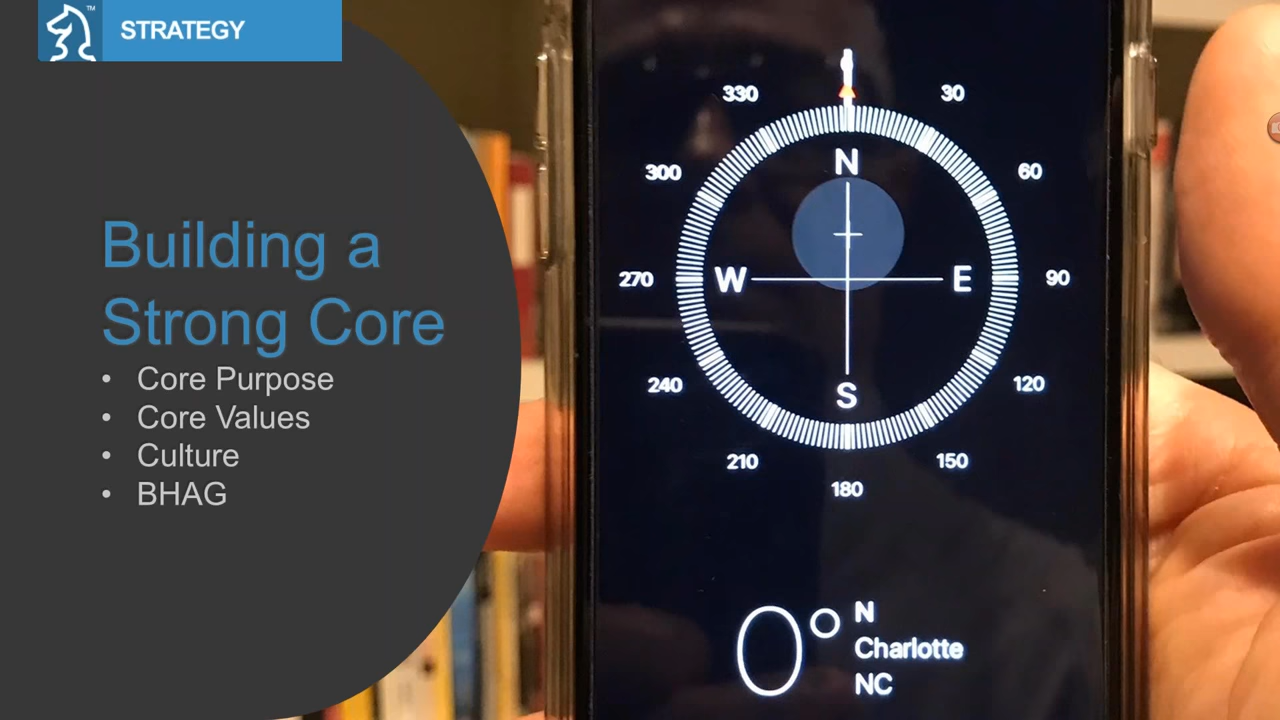 TM
STRATEGY
Building a
Strong Core
• Core Purpose
• Core Values
• Culture
• BHAG
330
30
300
N
60
270
W
E
90
240
S
120
210
150
180
0° N
Charlotte
NC